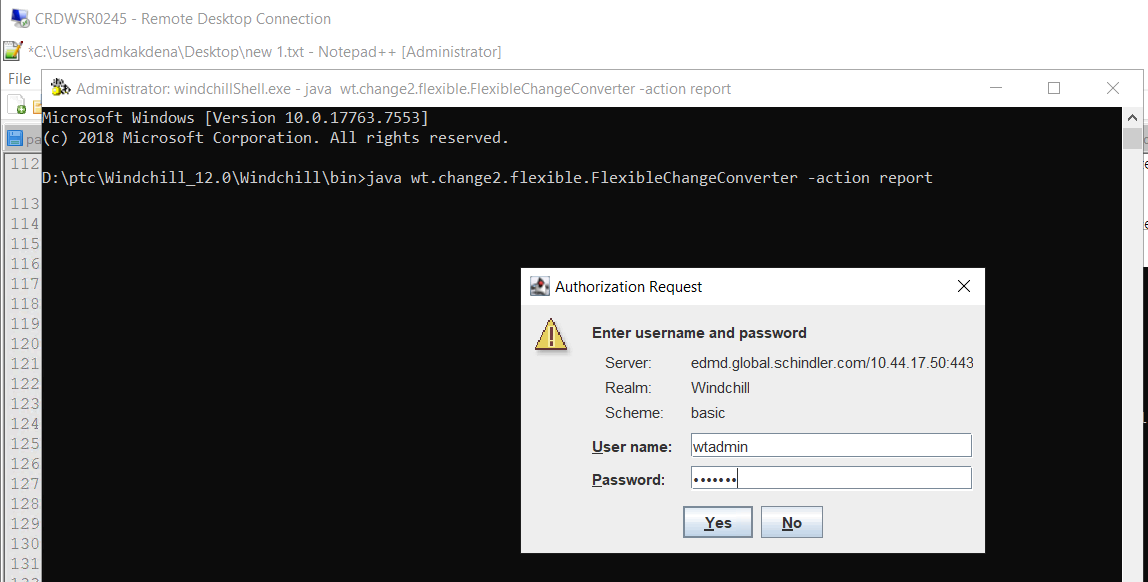 CRDWSR0245 - Remote Desktop Connection
*C:\Users\admkakdena\Desktop\new 1.txt - Notepad++ [Administrator]
File
Administrator: windchillShell.exe - java  wt.change2.flexible.FlexibleChangeConverter -action report
Microsoft Windows [Version 10.0.17763.7553]
(c) 2018 Microsoft Corporation. All rights reserved.
D:\ptc\Windchill_12.0\Windchill\bin>java wt.change2.flexible.FlexibleChangeConverter -action report
112
113
114
115
116
117
118
119
120
121
122
123
124
125
126
127
128
129
130
131
Authorization Request
Enter username and password
Server: edmd.global.schindler.com/10.44.17.50:443
Realm: Windchill
Scheme: basic
User name: wtadmin
Password: •••••••
Yes No